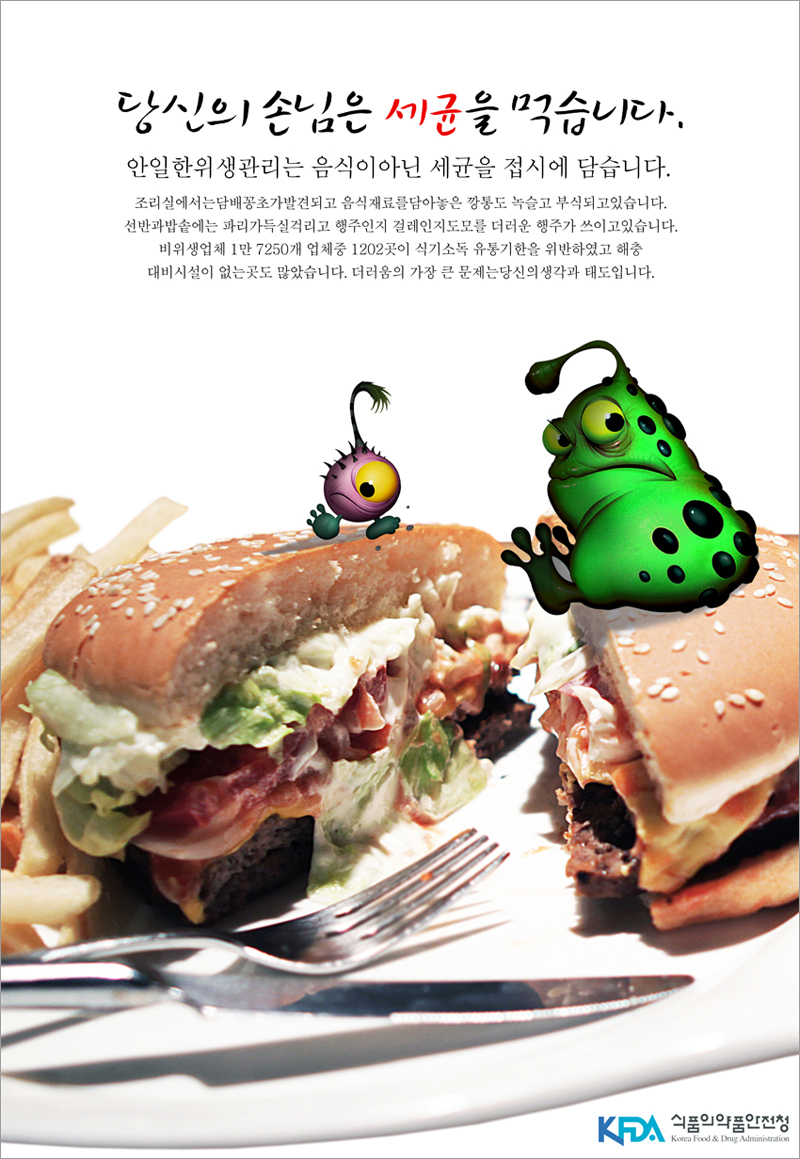 당신의 손님은 세균을 먹습니다.
안일한위생관리는 음식이아닌 세균을 접시에 담습니다.
조리실에서는담배꽁초가발견되고 음식재료를담아놓은 깡통도 녹슬고 부식되고있습니다.
선반과밥솥에는 파리가득실걱리고 행주인지 걸레인지도모를 더러운 행주가 쓰이고있습니다.
비위생업체 1만 7250개 업체중 1202곳이 식기소독 유통기한을 위반하였고 해충
대비시설이 없는곳도 많았습니다. 더러움의 가장 큰 문제는당신의생각과 태도입니다.
KFDA 식품의약품안전청
Korea Food & Drug Administration